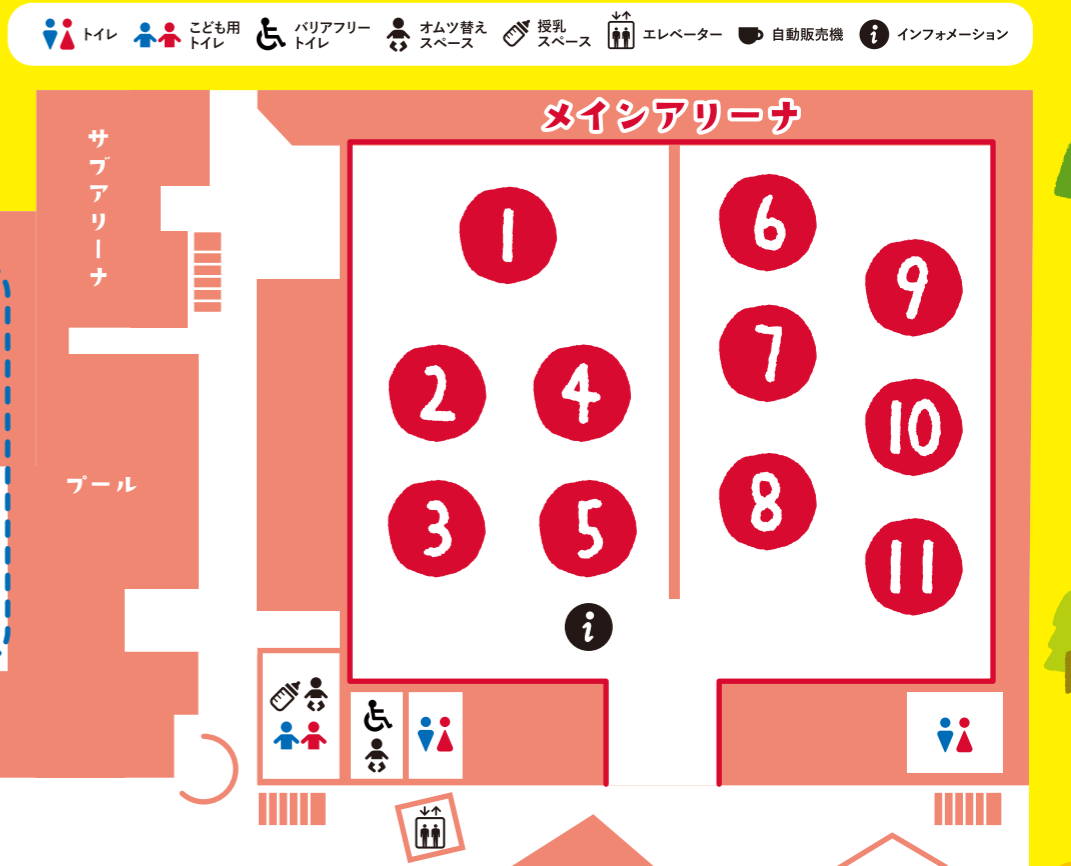 トイレ
こども用
トイレ
バリアフリー
トイレ
オムツ替え
スペース
授乳
スペース
エレベーター
自動販売機
i
インフォメーション
メインアリーナ
サブアリーナ
1
6
9
7
2
4
10
プール
8
3
5
11
i